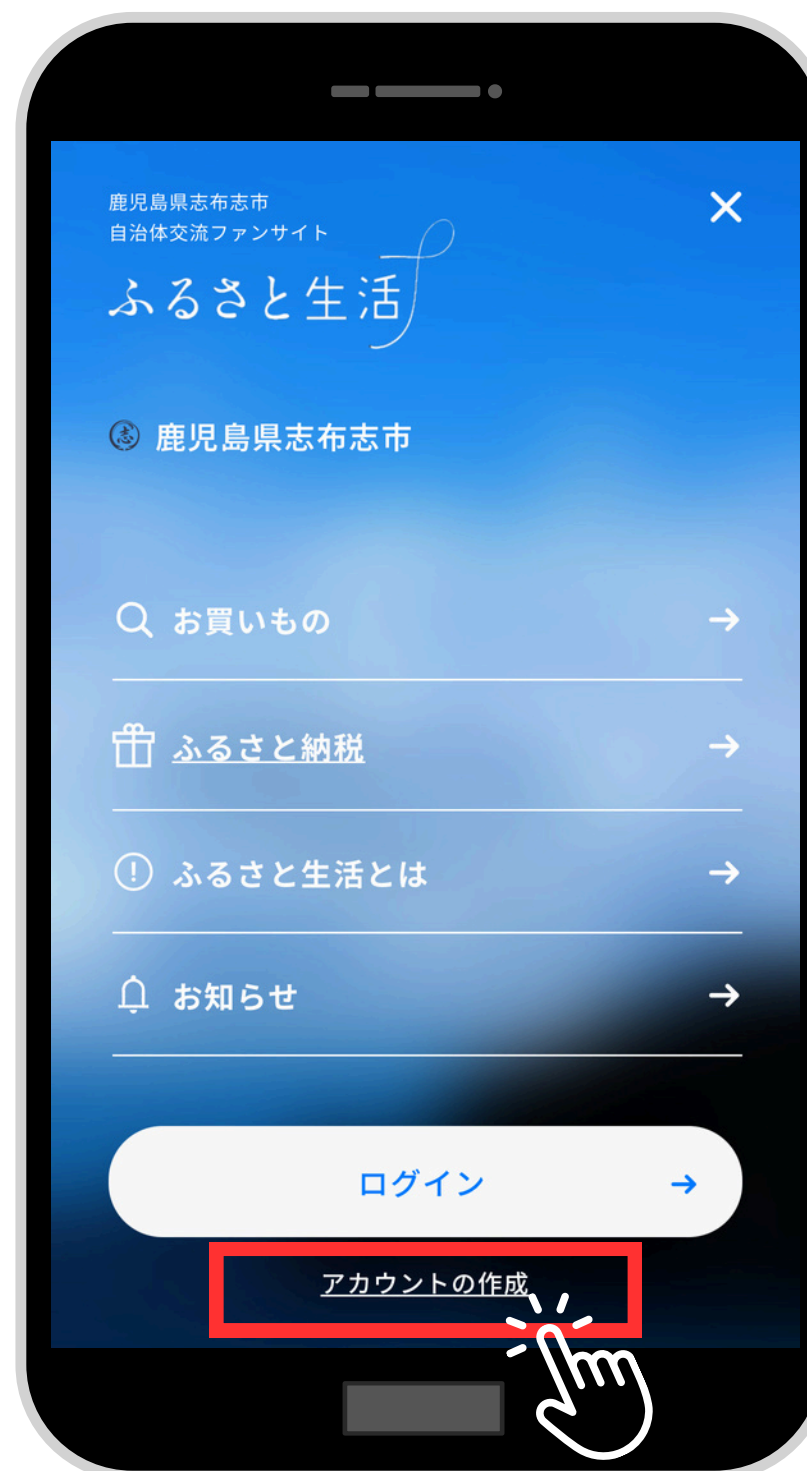 鹿児島県志布志市
自治体交流ファンサイト
ふるさと生活
志 鹿児島県志布志市
お買いもの
ふるさと納税
ふるさと生活とは
お知らせ
ログイン
アカウントの作成